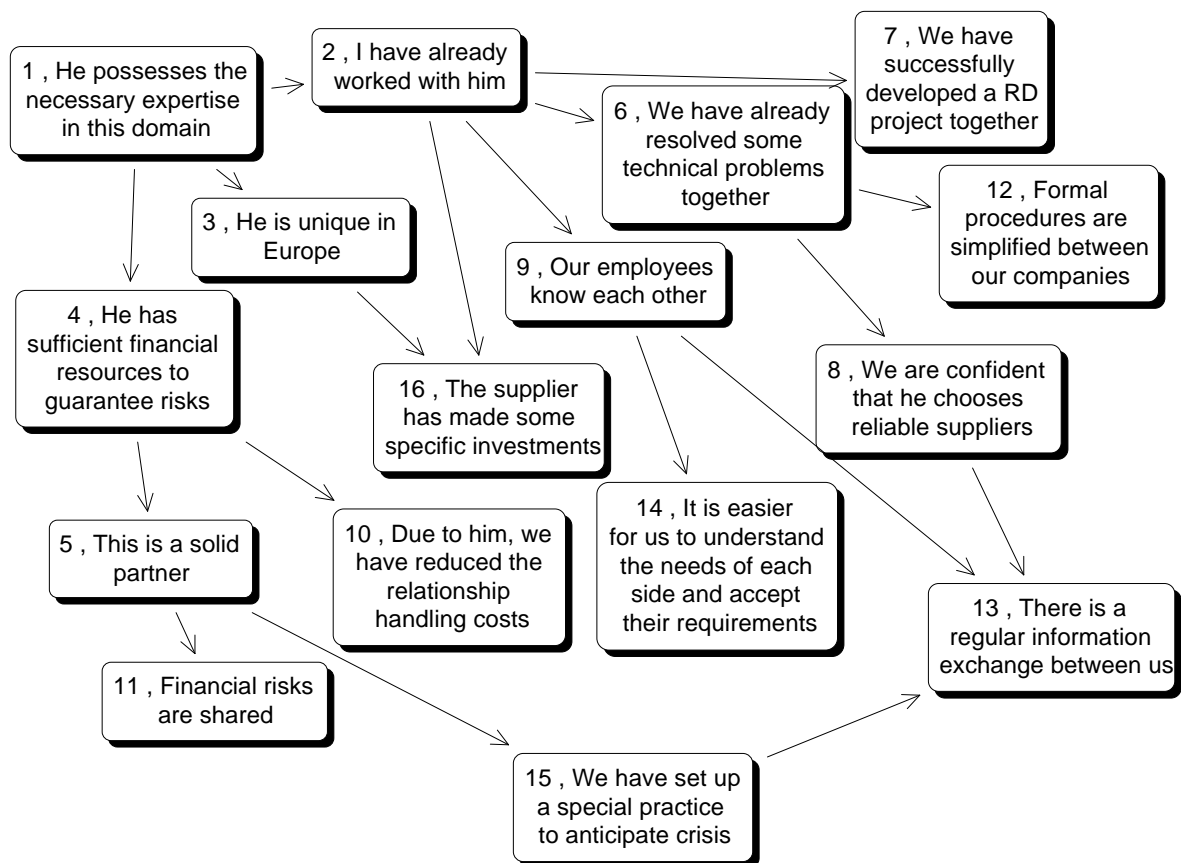 1 , He possesses the
necessary expertise
in this domain
2 , I have already
worked with him
7 , We have
successfully
developed a RD
project together
6 , We have already
resolved some
technical problems
together
12 , Formal
procedures are
simplified between
our companies
3 , He is unique in
Europe
9 , Our employees
know each other
4 , He has
sufficient financial
resources to
guarantee risks
16 , The supplier
has made some
specific investments
8 , We are confident
that he chooses
reliable suppliers
5 , This is a solid
partner
10 , Due to him, we
have reduced the
relationship
handling costs
14 , It is easier
for us to understand
the needs of each
side and accept
their requirements
13 , There is a
regular information
exchange between us
11 , Financial risks
are shared
15 , We have set up
a special practice
to anticipate crisis